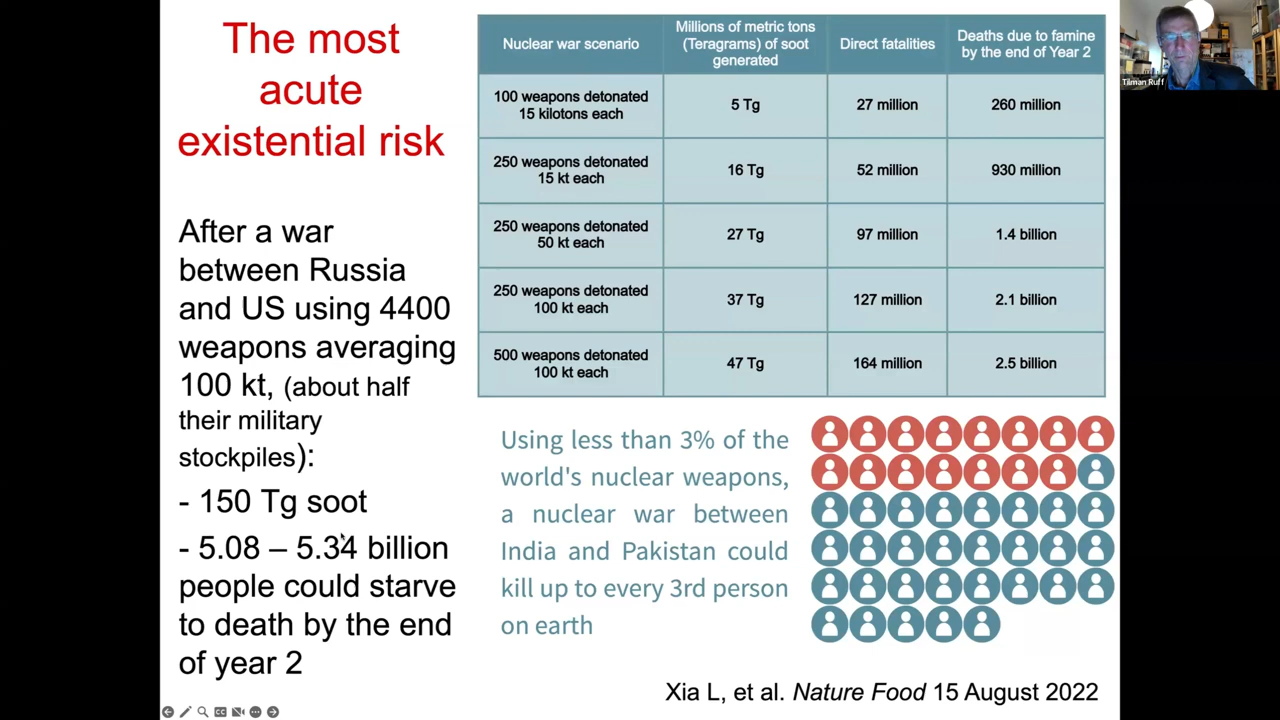 The most
acute
existential risk
After a war
between Russia
and US using 4400
weapons averaging
100 kt, (about half
their military
stockpiles):
- 150 Tg soot
- 5.08 – 5.34 billion
people could starve
to death by the end
of year 2
Nuclear war scenario
Millions of metric tons
(Teragrams) of soot
generated
Direct fatalities
Deaths due to famine
by the end of Year 2
100 weapons detonated
15 kilotons each
5 Tg
27 million
260 million
250 weapons detonated
15 kt each
16 Tg
52 million
930 million
250 weapons detonated
50 kt each
27 Tg
97 million
1.4 billion
250 weapons detonated
100 kt each
37 Tg
127 million
2.1 billion
500 weapons detonated
100 kt each
47 Tg
164 million
2.5 billion
Using less than 3% of the
world's nuclear weapons,
a nuclear war between
India and Pakistan could
kill up to every 3rd person
on earth
Xia L, et al. Nature Food 15 August 2022
Tilman Ruff
CC